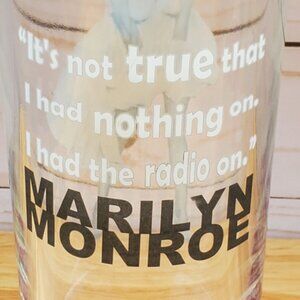 “It's not true that
I had nothing on.
I had the radio on.”
MARILYN
MONROE